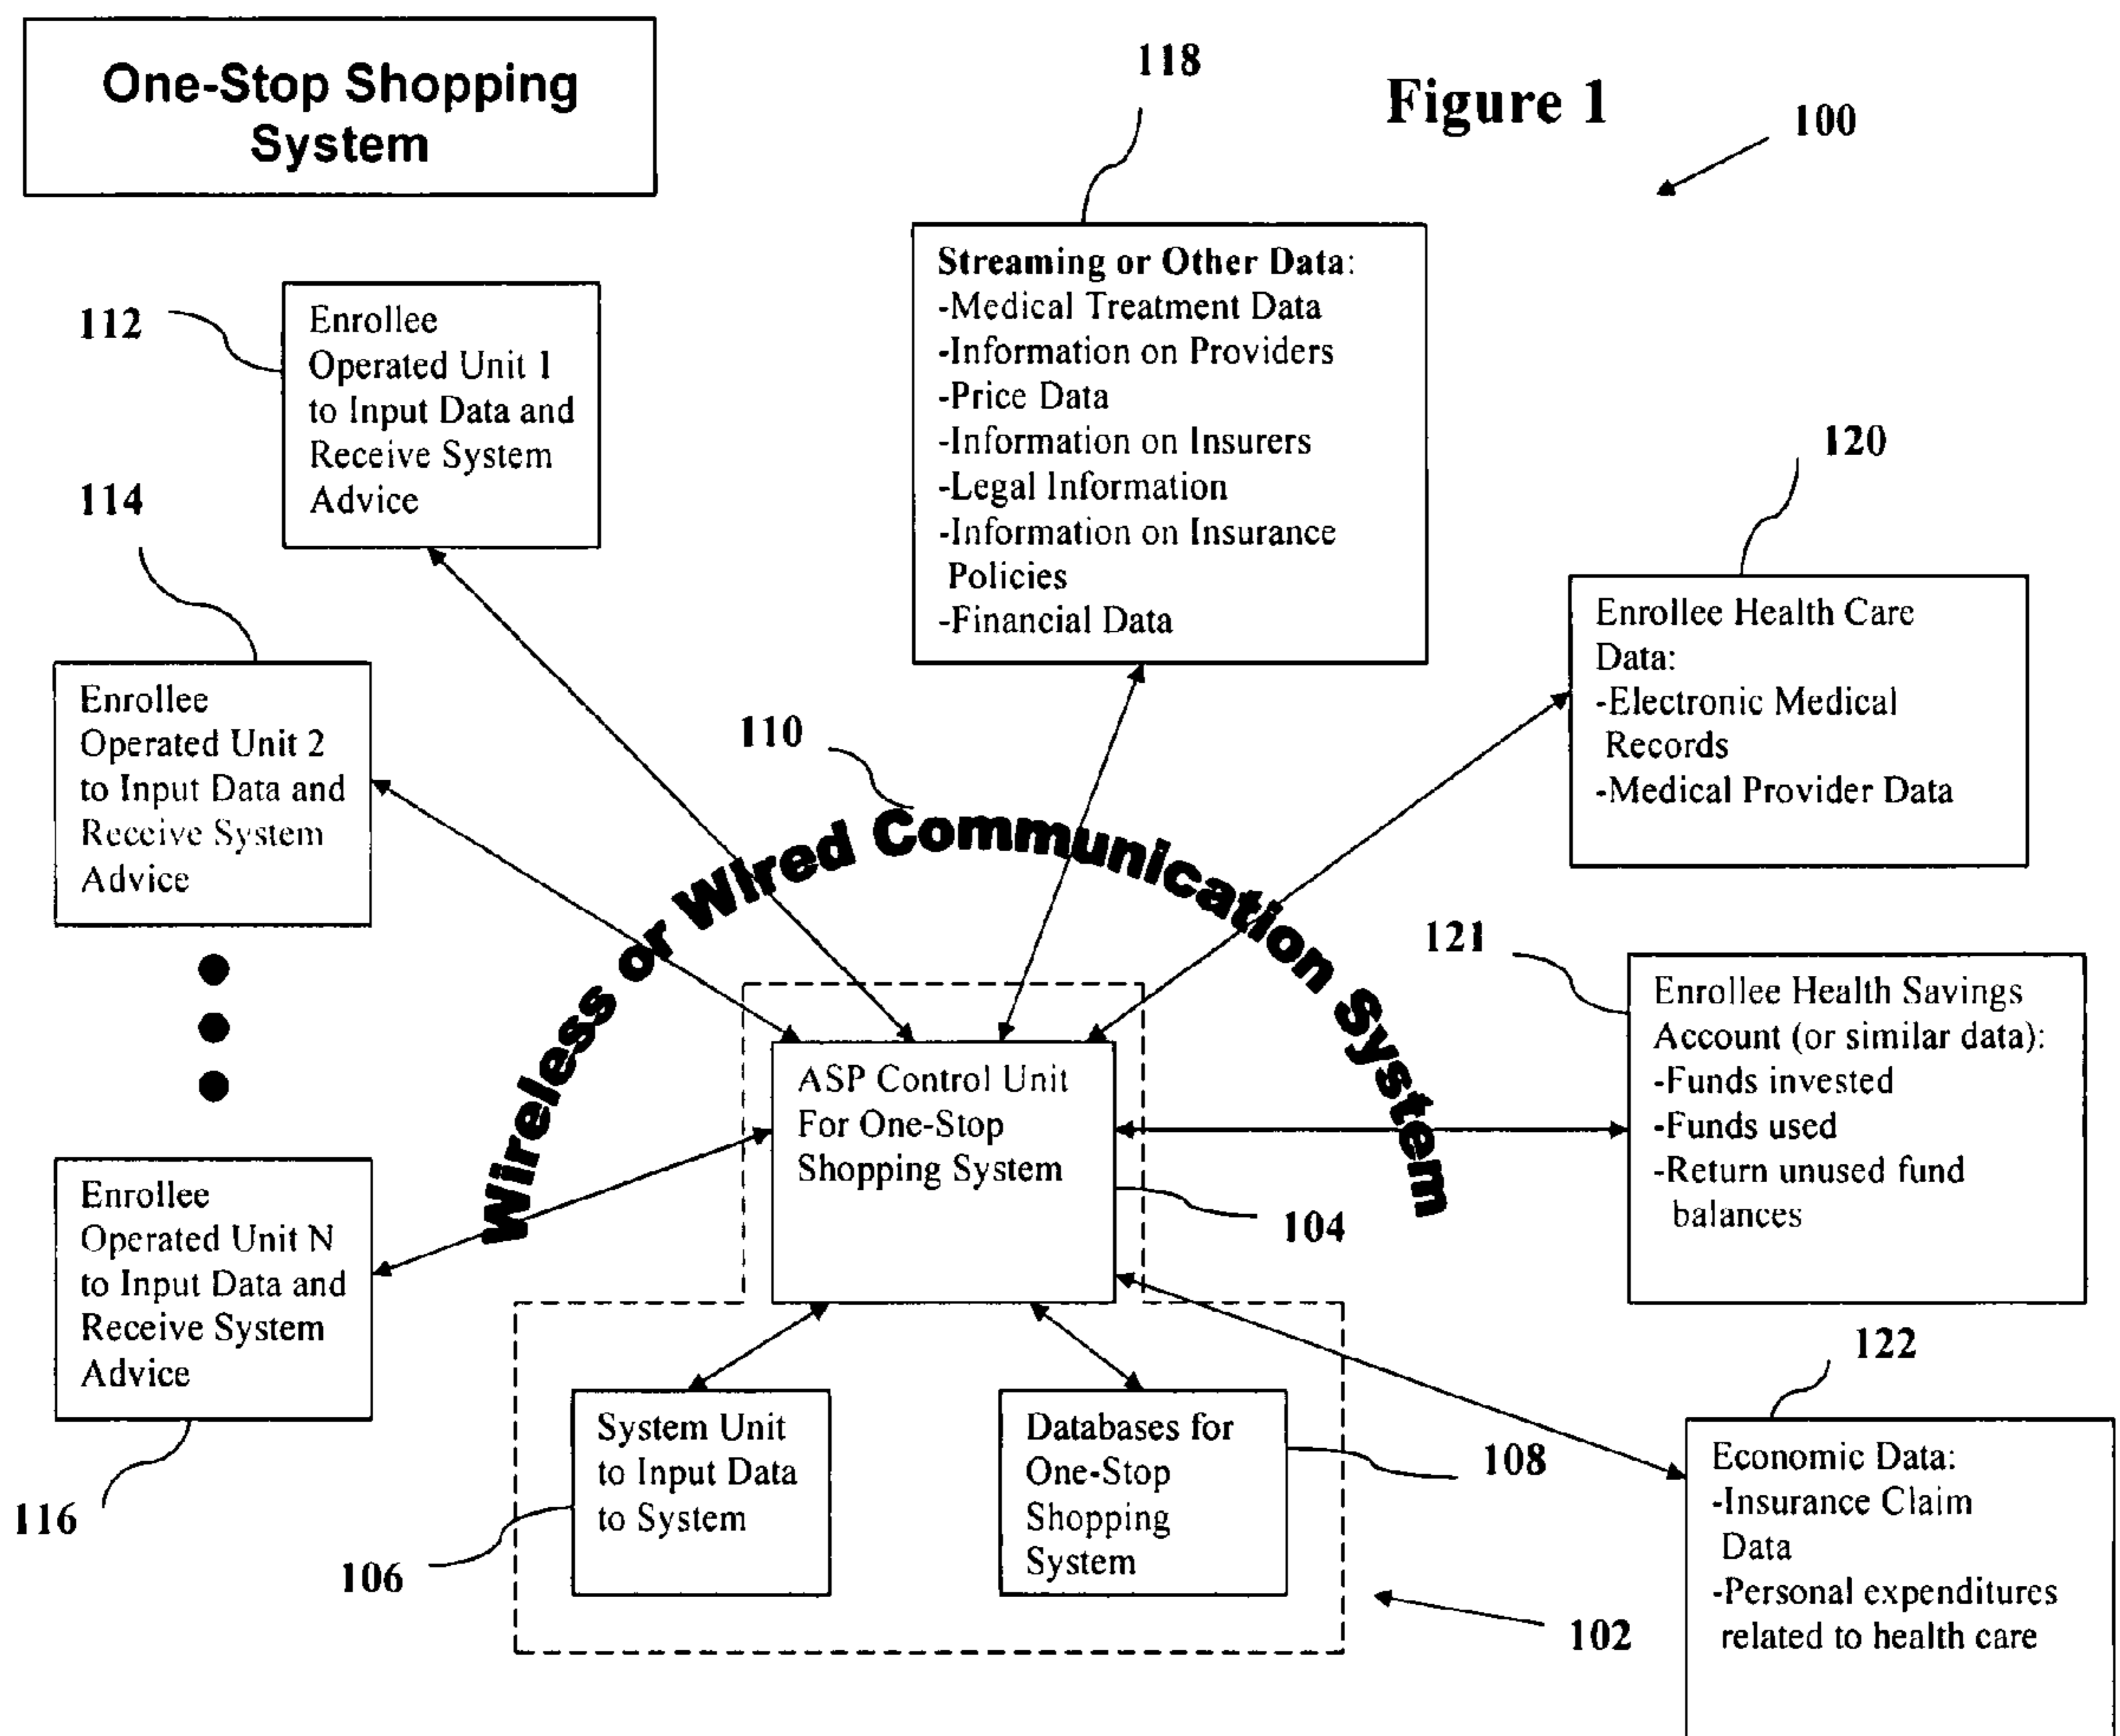 One-Stop Shopping
System
118
Figure 1
100
112
Enrollee
Operated Unit 1
to Input Data and
Receive System
Advice
Streaming or Other Data:
-Medical Treatment Data
-Information on Providers
-Price Data
-Information on Insurers
-Legal Information
-Information on Insurance
Policies
-Financial Data
114
Enrollee
Operated Unit 2
to Input Data and
Receive System
Advice
120
Enrollee Health Care
Data:
-Electronic Medical
Records
-Medical Provider Data
110
Wireless or Wired Communication System
121
Enrollee Health Savings
Account (or similar data):
-Funds invested
-Funds used
-Return unused fund
balances
ASP Control Unit
For One-Stop
Shopping System
104
Enrollee
Operated Unit N
to Input Data and
Receive System
Advice
116
System Unit
to Input Data
to System
106
Databases for
One-Stop
Shopping
System
108
102
122
Economic Data:
-Insurance Claim
Data
-Personal expenditures
related to health care